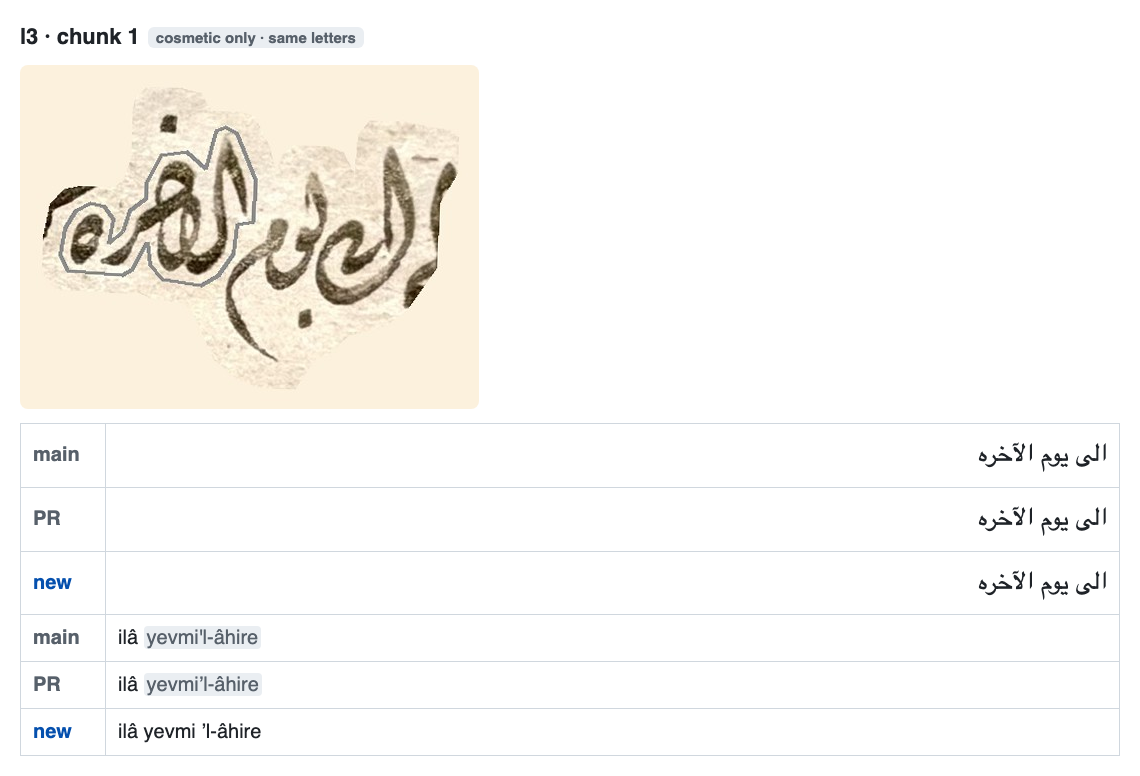 l3 · chunk 1 cosmetic only · same letters
الى يوم الاخره
main الى يوم الآخره
PR الى يوم الآخره
new الى يوم الآخره
main ilâ yevmi'l-âhire
PR ilâ yevmi’l-âhire
new ilâ yevmi ’l-âhire